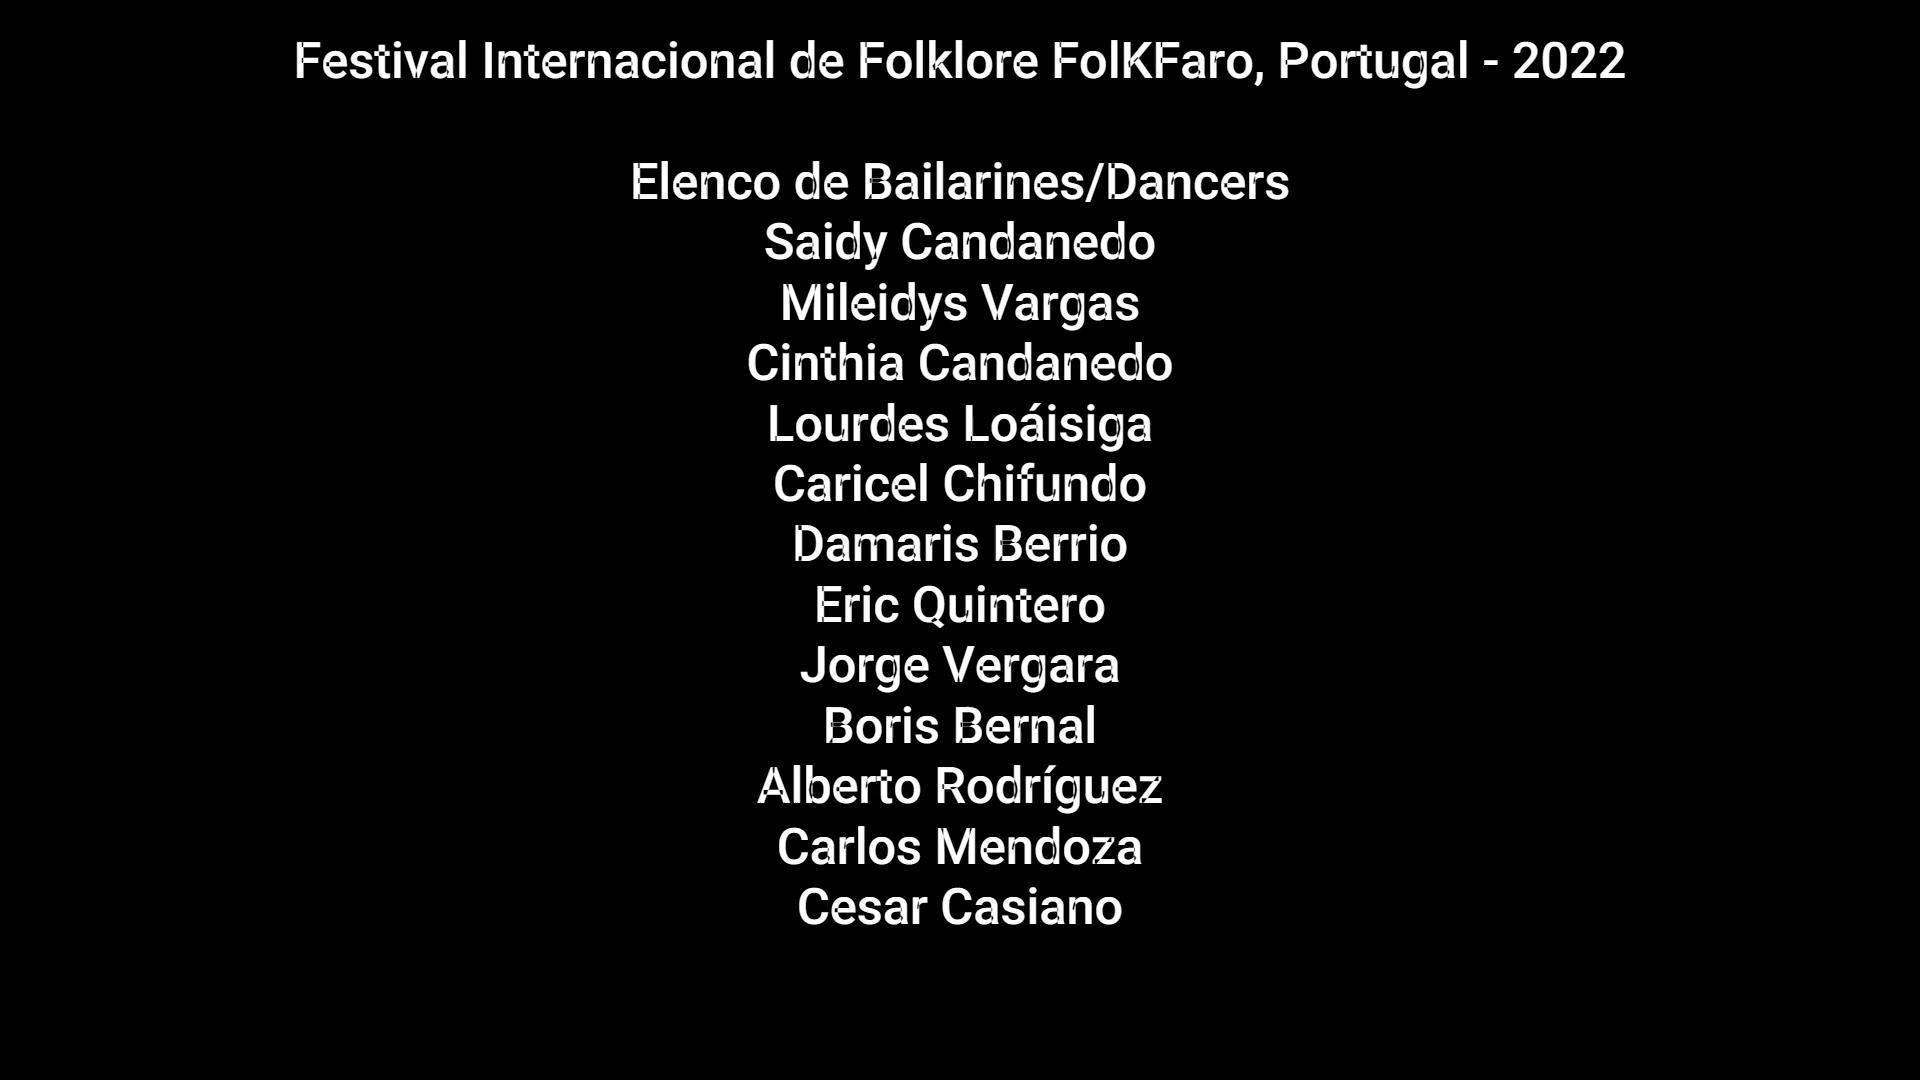 Festival Internacional de Folklore FolKFaro, Portugal - 2022
Elenco de Bailarines/Dancers
Saidy Candanedo
Mileidys Vargas
Cinthia Candanedo
Lourdes Loáisiga
Caricel Chifundo
Damaris Berrio
Eric Quintero
Jorge Vergara
Boris Bernal
Alberto Rodríguez
Carlos Mendoza
Cesar Casiano